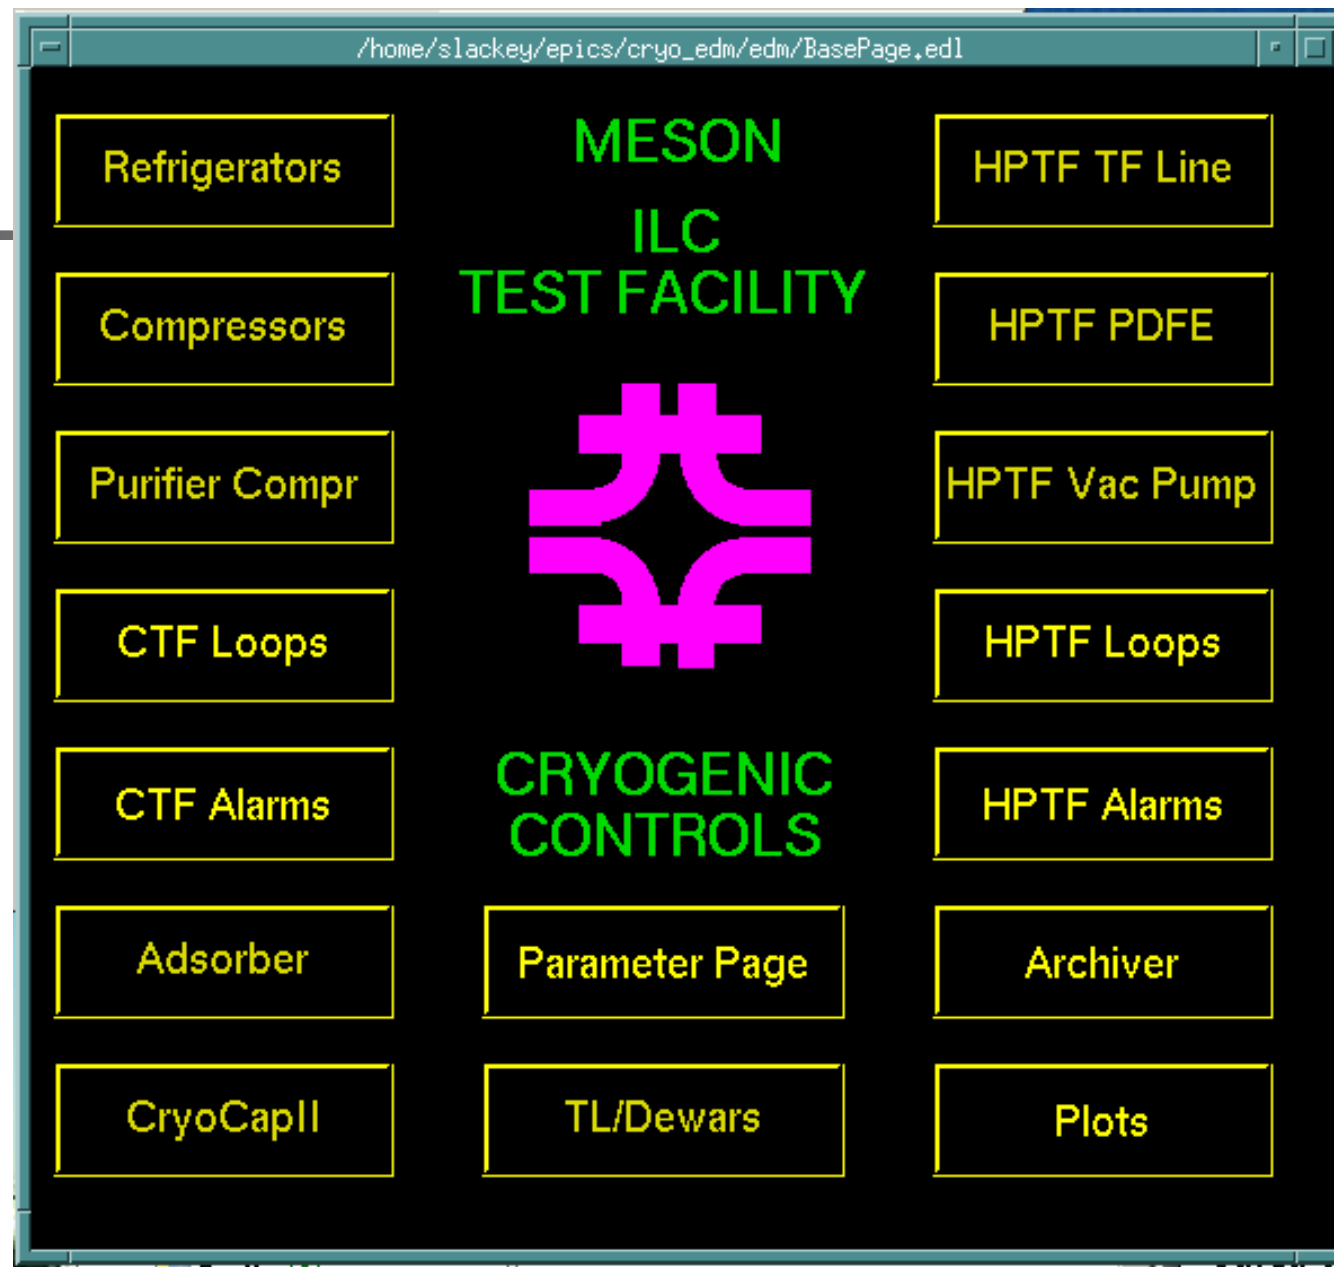 /home/slackey/epics/cryo_edm/edm/BasePage.edl
MESON
ILC
TEST FACILITY
Refrigerators
HPTF TF Line
Compressors
HPTF PDFE
Purifier Compr
HPTF Vac Pump
CTF Loops
HPTF Loops
CTF Alarms
CRYOGENIC
CONTROLS
HPTF Alarms
Adsorber
Parameter Page
Archiver
CryoCapII
TL/Dewars
Plots